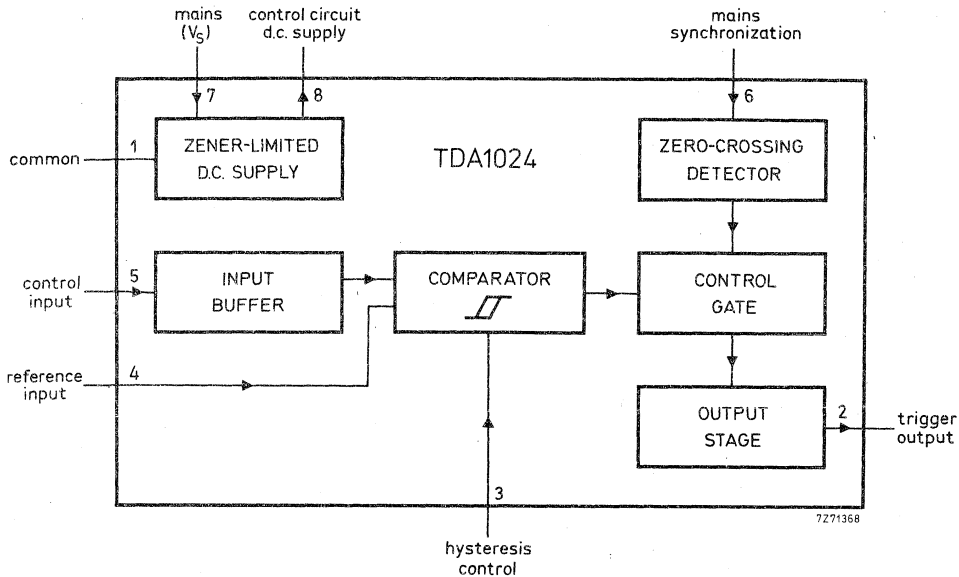 mains
(VS)
control circuit
d.c. supply
mains
synchronization
7
8
6
common
1
ZENER-LIMITED
D.C. SUPPLY
TDA1024
ZERO-CROSSING
DETECTOR
control
input
5
INPUT
BUFFER
COMPARATOR
CONTROL
GATE
reference
input
4
OUTPUT
STAGE
2
trigger
output
3
7Z71368
hysteresis
control